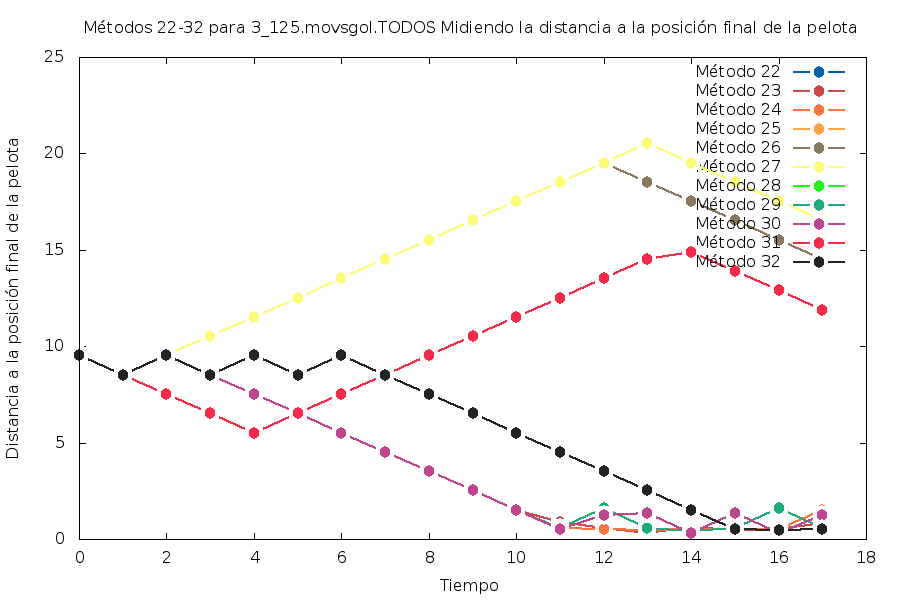 Métodos 22-32 para 3_125.movsgol.TODOS Midiendo la distancia a la posición final de la pelota
25
20
15
10
5
0
0 2 4 6 8 10 12 14 16 18
Distancia a la posición final de la pelota
Tiempo
Método 22
Método 23
Método 24
Método 25
Método 26
Método 27
Método 28
Método 29
Método 30
Método 31
Método 32